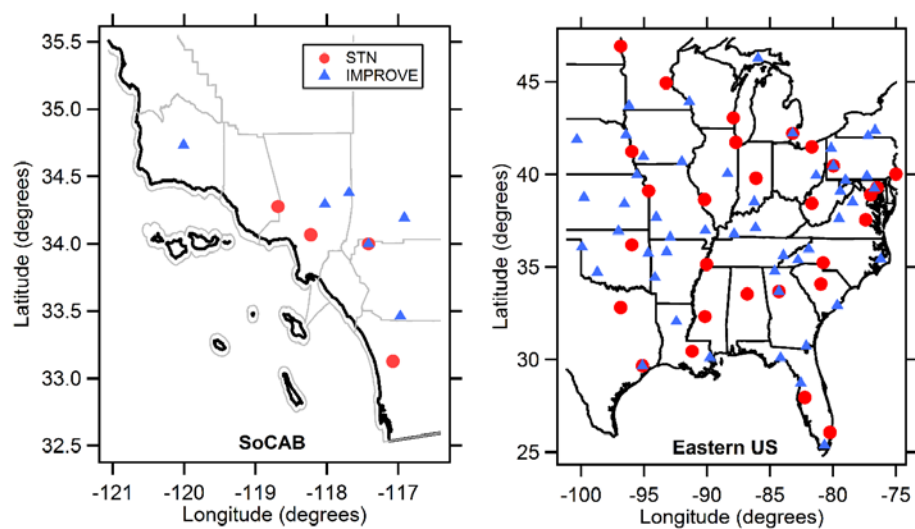 35.5
35.0
34.5
34.0
33.5
33.0
32.5
Latitude (degrees)
STN
IMPROVE
SoCAB
-121
-120
-119
-118
-117
Longitude (degrees)
45
40
35
30
25
Latitude (degrees)
Eastern US
-100
-95
-90
-85
-80
-75
Longitude (degrees)